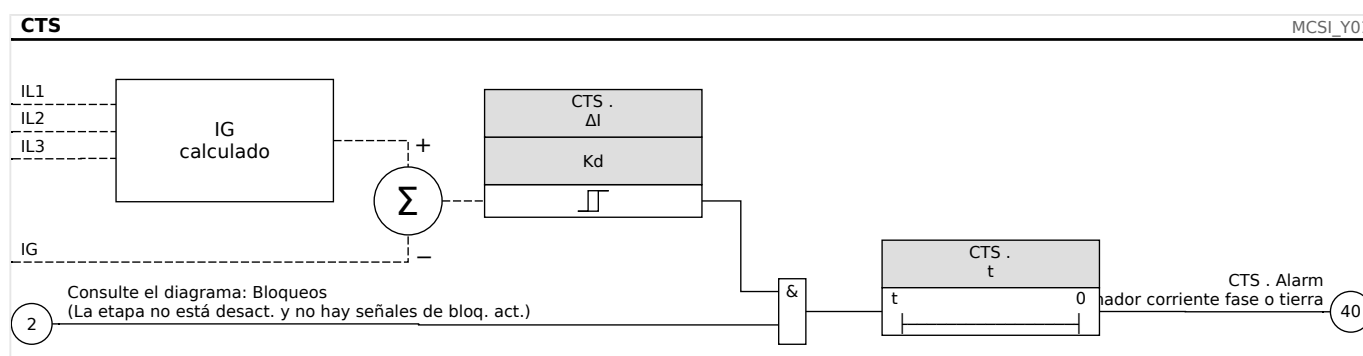 CTS
MCSI_Y0
IL1
IL2
IL3
IG
calculado
+
Σ
−
CTS .
ΔI
Kd
IG
CTS .
t
t 0
&
Consulte el diagrama: Bloqueos
(La etapa no está desact. y no hay señales de bloq. act.)
2
CTS . Alarm
corriente fase o tierra
40